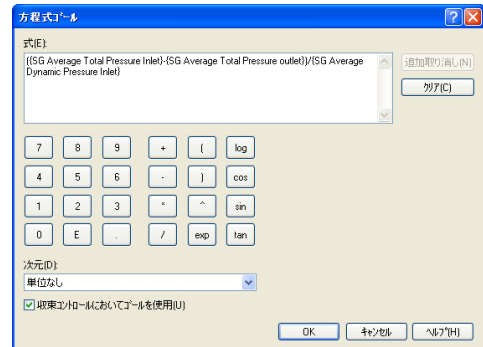 方程式ゴール
式(E):
({SG Average Total Pressure Inlet}-{SG Average Total Pressure outlet})/{SG Average
Dynamic Pressure Inlet}
追加取り消し(N)
クリア(C)
7 8 9 + ( log
4 5 6 - ) cos
1 2 3 * ^ sin
0 E . / exp tan
次元(D):
単位なし
収束コントロールにおいてゴールを使用(U)
OK キャンセル ヘルプ(H)